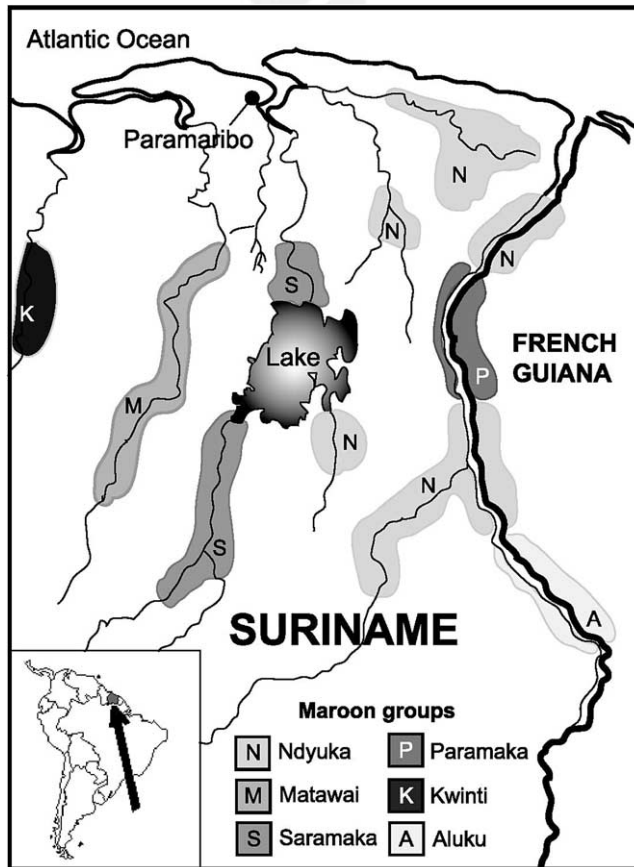 Atlantic Ocean
Paramaribo
N
N
N
K
S
Lake
P
FRENCH
GUIANA
M
N
N
S
A
SURINAME
Maroon groups
N Ndyuka
P Paramaka
M Matawai
K Kwinti
S Saramaka
A Aluku